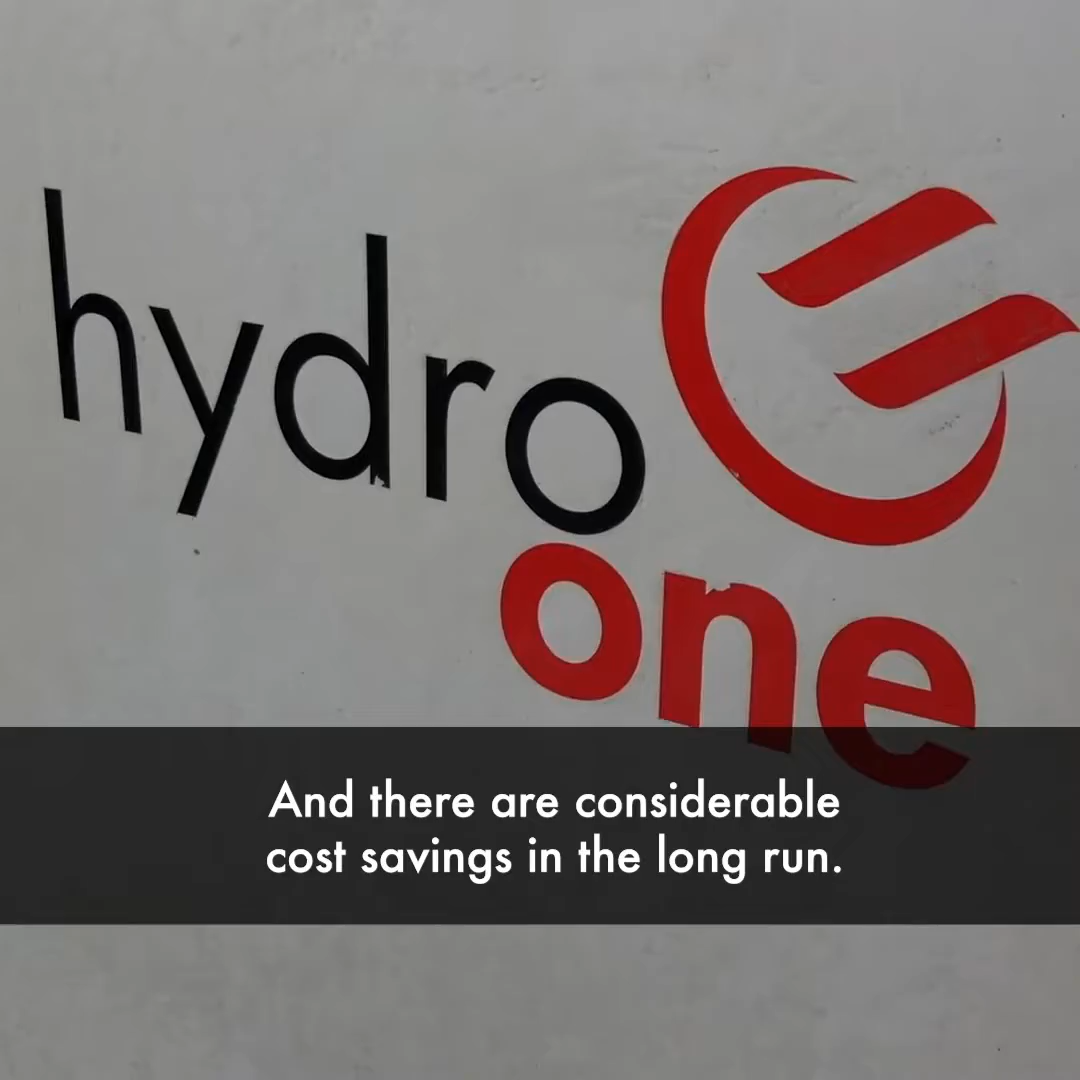 hydro
one
And there are considerable
cost savings in the long run.